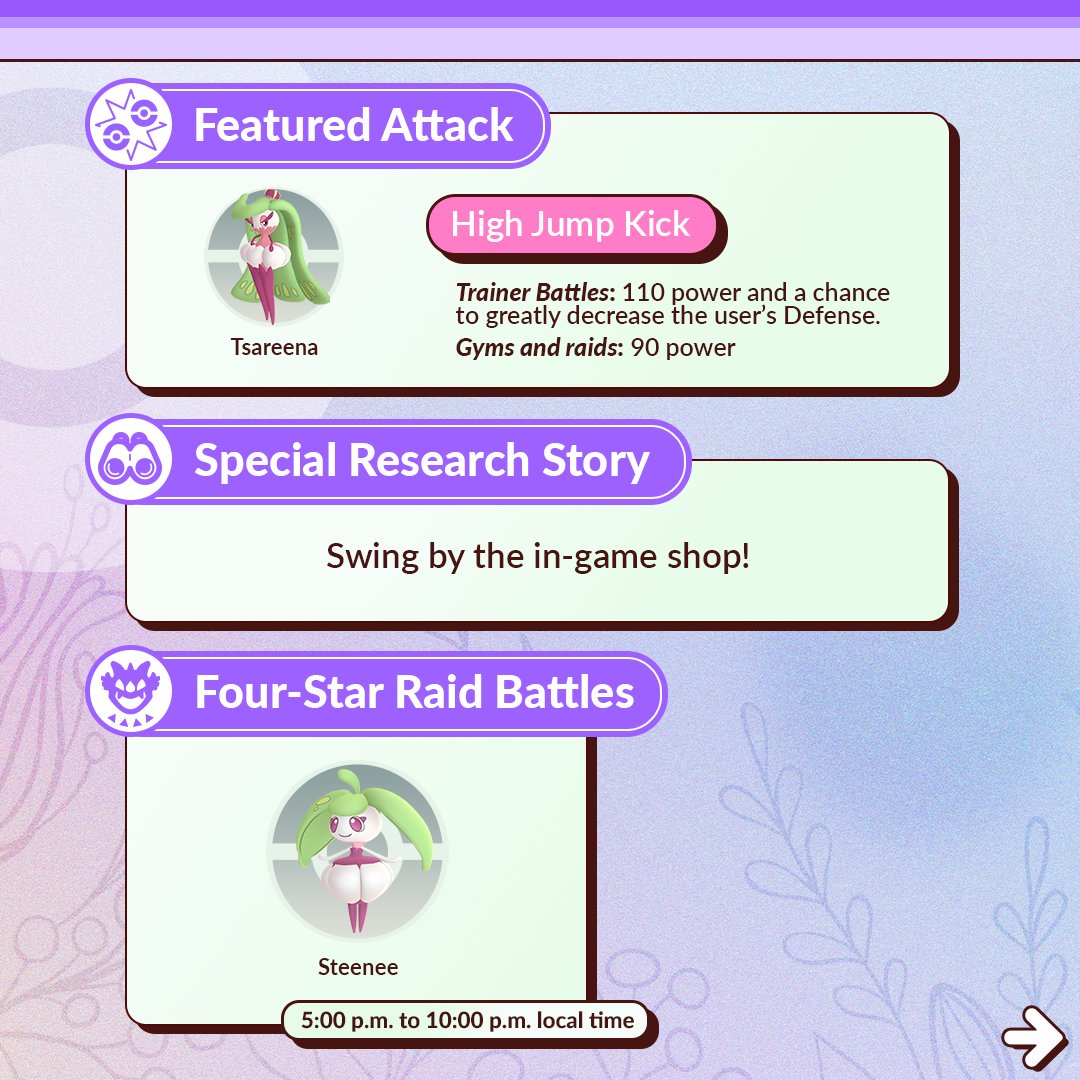 Featured Attack
High Jump Kick
Trainer Battles: 110 power and a chance
to greatly decrease the user’s Defense.
Gyms and raids: 90 power
Tsareena
Special Research Story
Swing by the in-game shop!
Four-Star Raid Battles
Steenee
5:00 p.m. to 10:00 p.m. local time